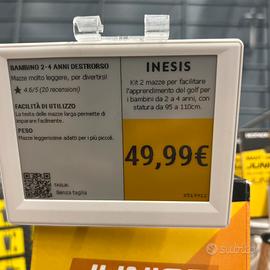 BAMBINO 2-4 ANNI DESTRORSO
Mazze molto leggere, per divertirsi!
★ 4.6/5 (20 recensioni)
FACILITÀ DI UTILIZZO
La testa delle mazze larga permette di
imparare facilmente.
PESO
Mazze leggerissime adatti per i più piccoli.
TAGLIA:
Senza taglia
INESIS
Kit 2 mazze per facilitare
l'apprendimento del golf per
i bambini da 2 a 4 anni, con
statura da 95 a 110cm.
49,99€
Subito